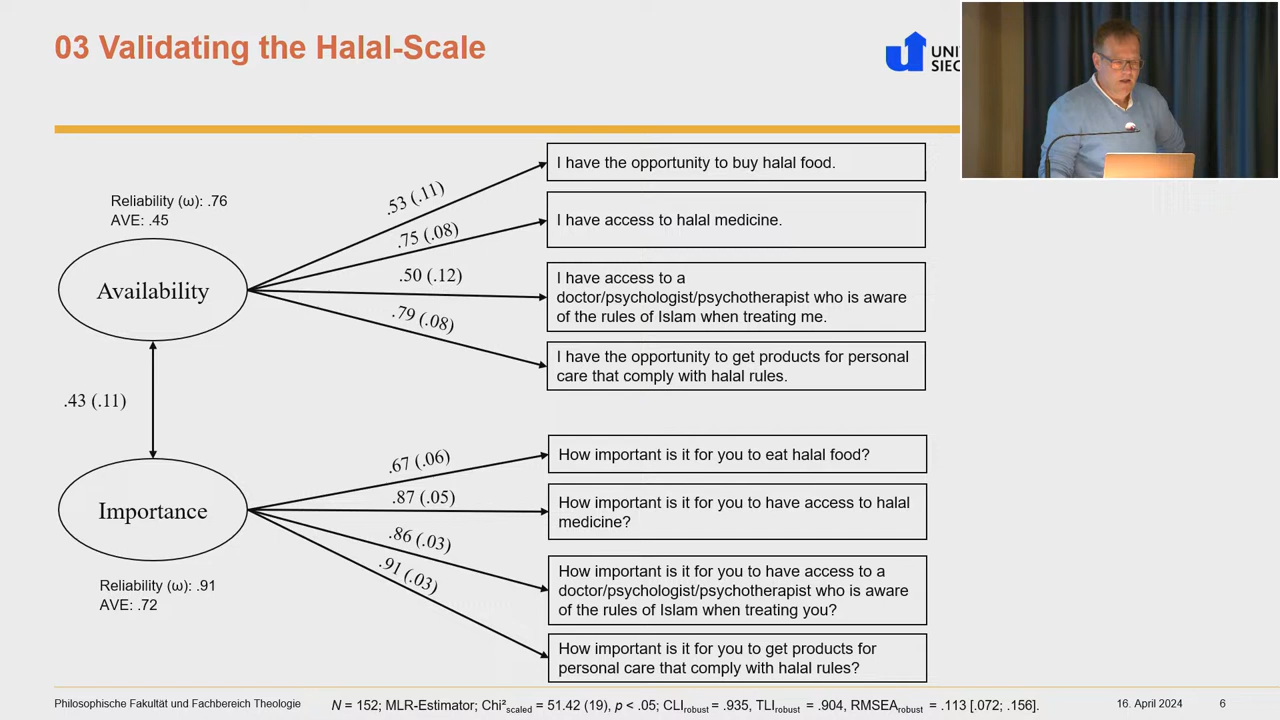 03 Validating the Halal-Scale
UNI
SIEG
Reliability (ω): .76
AVE: .45
Availability
.53 (.11)
.75 (.08)
.50 (.12)
.79 (.08)
I have the opportunity to buy halal food.
I have access to halal medicine.
I have access to a
doctor/psychologist/psychotherapist who is aware
of the rules of Islam when treating me.
I have the opportunity to get products for personal
care that comply with halal rules.
.43 (.11)
Importance
Reliability (ω): .91
AVE: .72
.67 (.06)
.87 (.05)
.86 (.03)
.91 (.03)
How important is it for you to eat halal food?
How important is it for you to have access to halal
medicine?
How important is it for you to have access to a
doctor/psychologist/psychotherapist who is aware
of the rules of Islam when treating you?
How important is it for you to get products for
personal care that comply with halal rules?
Philosophische Fakultät und Fachbereich Theologie
N = 152; MLR-Estimator; Chi²scaled = 51.42 (19), p < .05; CLIrobust = .935, TLIrobust = .904, RMSEArobust = .113 [.072; .156].
16. April 2024
6